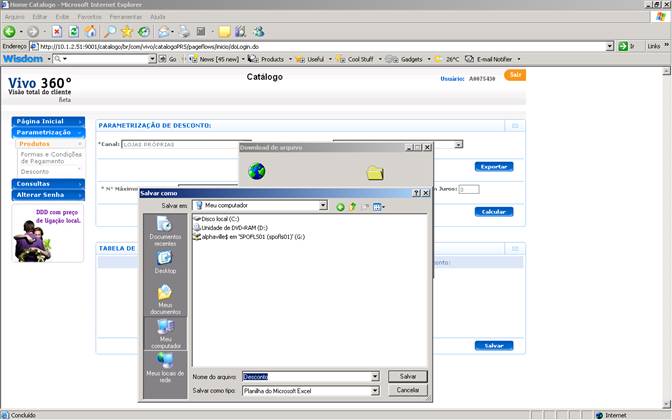 Home Catalogo - Microsoft Internet Explorer
Arquivo Editar Exibir Favoritos Ferramentas Ajuda
Endereço http://10.1.2.51:9001/catalogo/br/com/vivo/catalogoPRS/pageflows/inicio/doLogin.do Ir Links »
Wisdom News [45 new] Products Useful Cool Stuff Gadgets 26°C E-mail Notifier
Vivo 360°
Visão total do cliente
Beta
Catálogo
Usuário: A0075430
Sair
Página Inicial
Parametrização
Produtos
Formas e Condições de Pagamento
Desconto
Consultas
Alterar Senha
DDD com preço
de ligação local.
PARAMETRIZAÇÃO DE DESCONTO:
*Canal: LOJAS PRÓPRIAS
Exportar
* N° Máximo
m Juros: 0
Calcular
TABELA DE
conto:
Salvar
Download de arquivo
Salvar como
Salvar em: Meu computador
Documentos recentes
Desktop
Meus documentos
Meu computador
Meus locais de rede
Disco local (C:)
Unidade de DVD-RAM (D:)
alphaville$ em 'SPOFLS01 (spofls01)' (G:)
Nome do arquivo: Desconto
Salvar
Salvar como tipo: Planilha do Microsoft Excel
Cancelar
Concluído
Internet